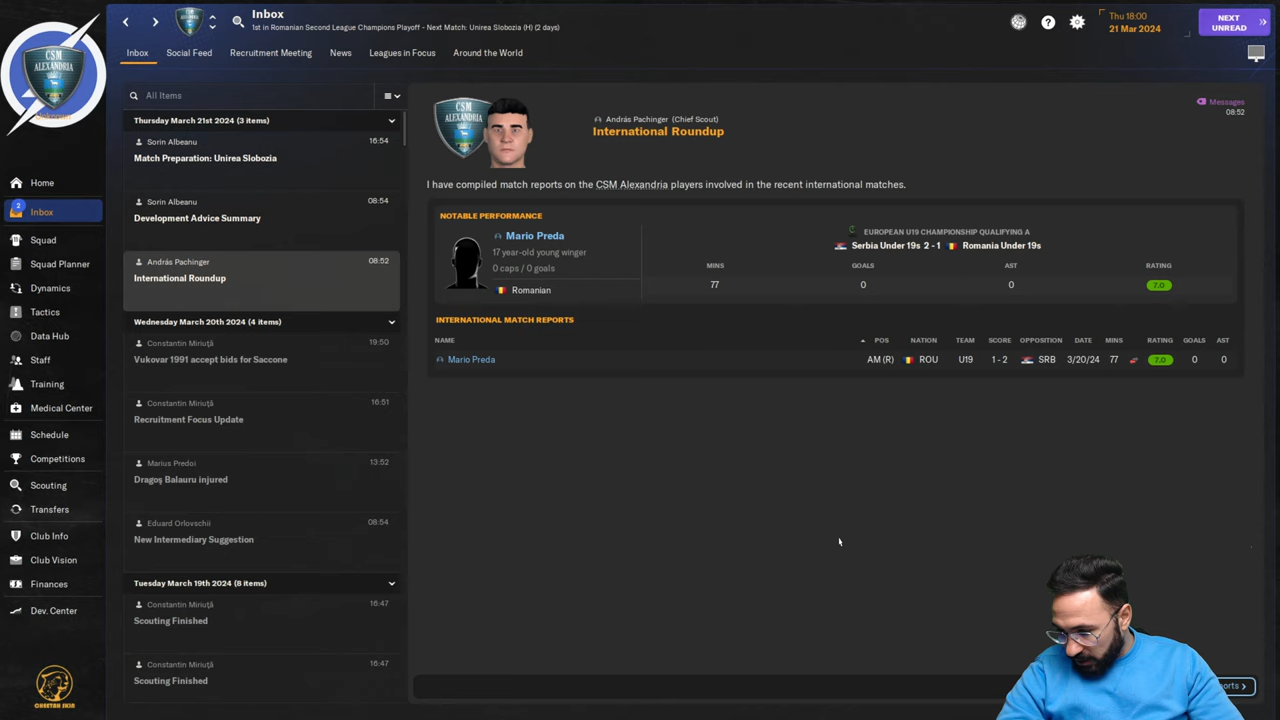 Inbox
1st in Romanian Second League Champions Playoff - Next Match: Unirea Slobozia (H) (2 days)
Thu 18:00
21 Mar 2024
NEXT
UNREAD
Inbox
Social Feed
Recruitment Meeting
News
Leagues in Focus
Around the World
CSM
ALEXANDRIA
Home
2
Inbox
Squad
Squad Planner
Dynamics
Tactics
Data Hub
Staff
Training
Medical Center
Schedule
Competitions
Scouting
Transfers
Club Info
Club Vision
Finances
Dev. Center
CHEETAH SKIN
All Items
Thursday March 21st 2024 (3 items)
Sorin Albeanu 16:54
Match Preparation: Unirea Slobozia
Sorin Albeanu 08:54
Development Advice Summary
András Pachinger 08:52
International Roundup
Wednesday March 20th 2024 (4 items)
Constantin Miriuţă 19:50
Vukovar 1991 accept bids for Saccone
Constantin Miriuţă 16:51
Recruitment Focus Update
Marius Predoi 13:52
Dragoş Balauru injured
Eduard Orlovschii 08:54
New Intermediary Suggestion
Tuesday March 19th 2024 (8 items)
Constantin Miriuţă 16:47
Scouting Finished
Constantin Miriuţă 16:47
Scouting Finished
CSM
ALEXANDRIA
András Pachinger (Chief Scout)
International Roundup
Messages
08:52
I have compiled match reports on the CSM Alexandria players involved in the recent international matches.
NOTABLE PERFORMANCE
Mario Preda
17 year-old young winger
0 caps / 0 goals
Romanian
EUROPEAN U19 CHAMPIONSHIP QUALIFYING A
Serbia Under 19s 2 - 1 Romania Under 19s
MINS GOALS AST RATING
77 0 0 7.0
INTERNATIONAL MATCH REPORTS
NAME POS NATION TEAM SCORE OPPOSITION DATE MINS RATING GOALS AST
Mario Preda AM (R) ROU U19 1 - 2 SRB 3/20/24 77 7.0 0 0